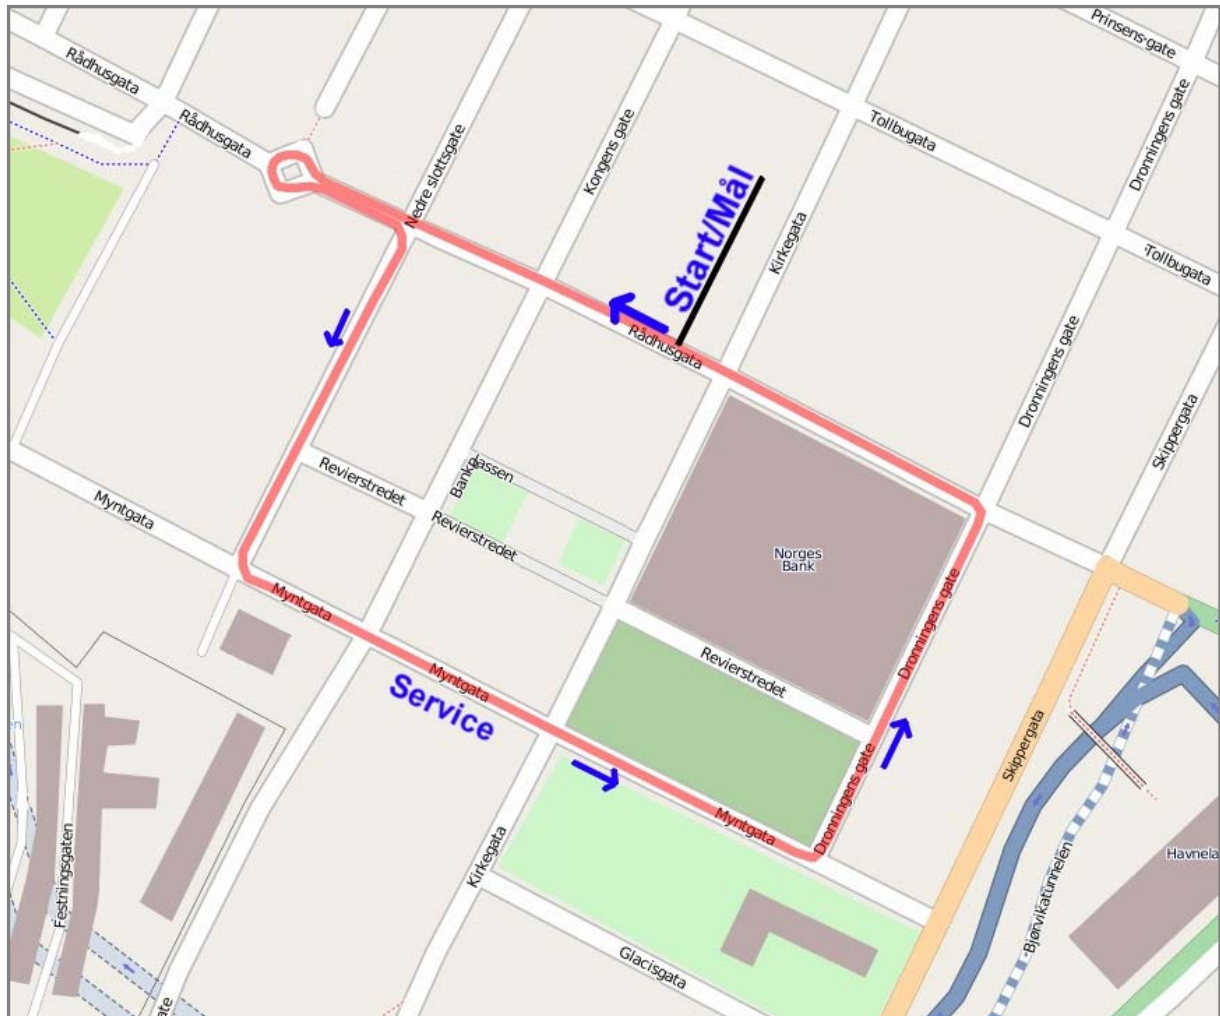 Prinsens gate
Rådhusgata
Rådhusgata
Tollbugata
Dronningens gate
Nedre slottsgate
Kongens gate
Start/Mål
Kirkegata
Tollbugata
Rådhusgata
Dronningens gate
Skippergata
Revierstredet
Bankplassen
Myntgata
Revierstredet
Norges
Bank
Myntgata
Dronningens gate
Revierstredet
Myntgata
Service
Skippergata
Dronningens gate
Myntgata
Kirkegata
Festningsgaten
Havnela
Bjørvikatunnelen
Glacisgata
ate